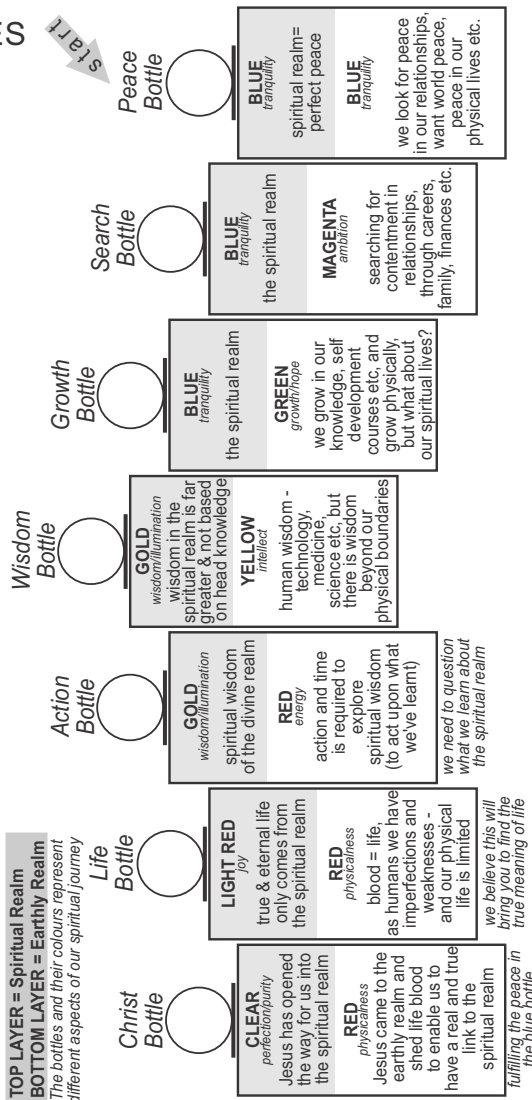 ES
TOP LAYER = Spiritual Realm
BOTTOM LAYER = Earthly Realm
The bottles and their colours represent
different aspects of our spiritual journey
Christ
Bottle
CLEAR
perfection/purity
Jesus has opened
the way for us into
the spiritual realm
RED
physicalness
Jesus came to the
earthly realm and
shed life blood
to enable us to
have a real and true
link to the
spiritual realm
fulfilling the peace in
the blue bottle
Life
Bottle
LIGHT RED
joy
true & eternal life
only comes from
the spiritual realm
RED
physicalness
blood = life,
as humans we have
imperfections and
weaknesses -
and our physical
life is limited
we believe this will
bring you to find the
true meaning of life
Action
Bottle
GOLD
wisdom/illumination
spiritual wisdom
of the divine realm
RED
energy
action and time
is required to
explore
spiritual wisdom
(to act upon what
we've learnt)
we need to question
what we learn about
the spiritual realm
Wisdom
Bottle
GOLD
wisdom/illumination
wisdom in the
spiritual realm is far
greater & not based
on head knowledge
YELLOW
intellect
human wisdom -
technology,
medicine,
science etc, but
there is wisdom
beyond our
physical boundaries
Growth
Bottle
BLUE
tranquility
the spiritual realm
GREEN
growth/hope
we grow in our
knowledge, self
development
courses etc, and
grow physically,
but what about
our spiritual lives?
Search
Bottle
BLUE
tranquility
the spiritual realm
MAGENTA
ambition
searching for
contentment in
relationships,
through careers,
family, finances etc.
start
Peace
Bottle
BLUE
tranquility
spiritual realm=
perfect peace
BLUE
tranquility
we look for peace
in our relationships,
want world peace,
peace in our
physical lives etc.